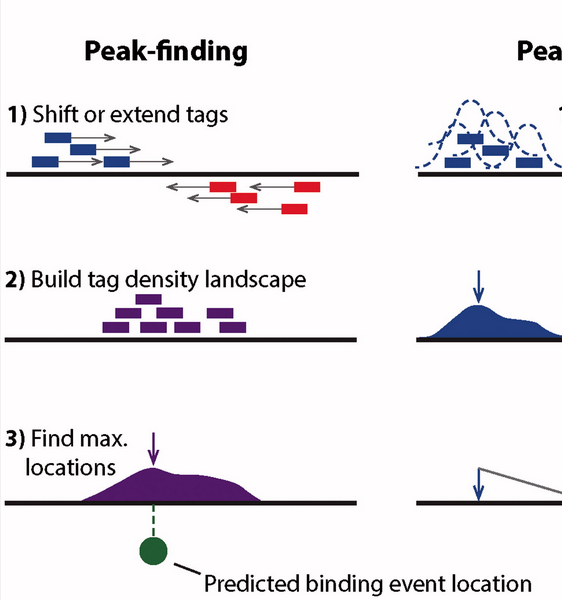 Peak-finding
Pea
1) Shift or extend tags
2) Build tag density landscape
3) Find max.
locations
Predicted binding event location